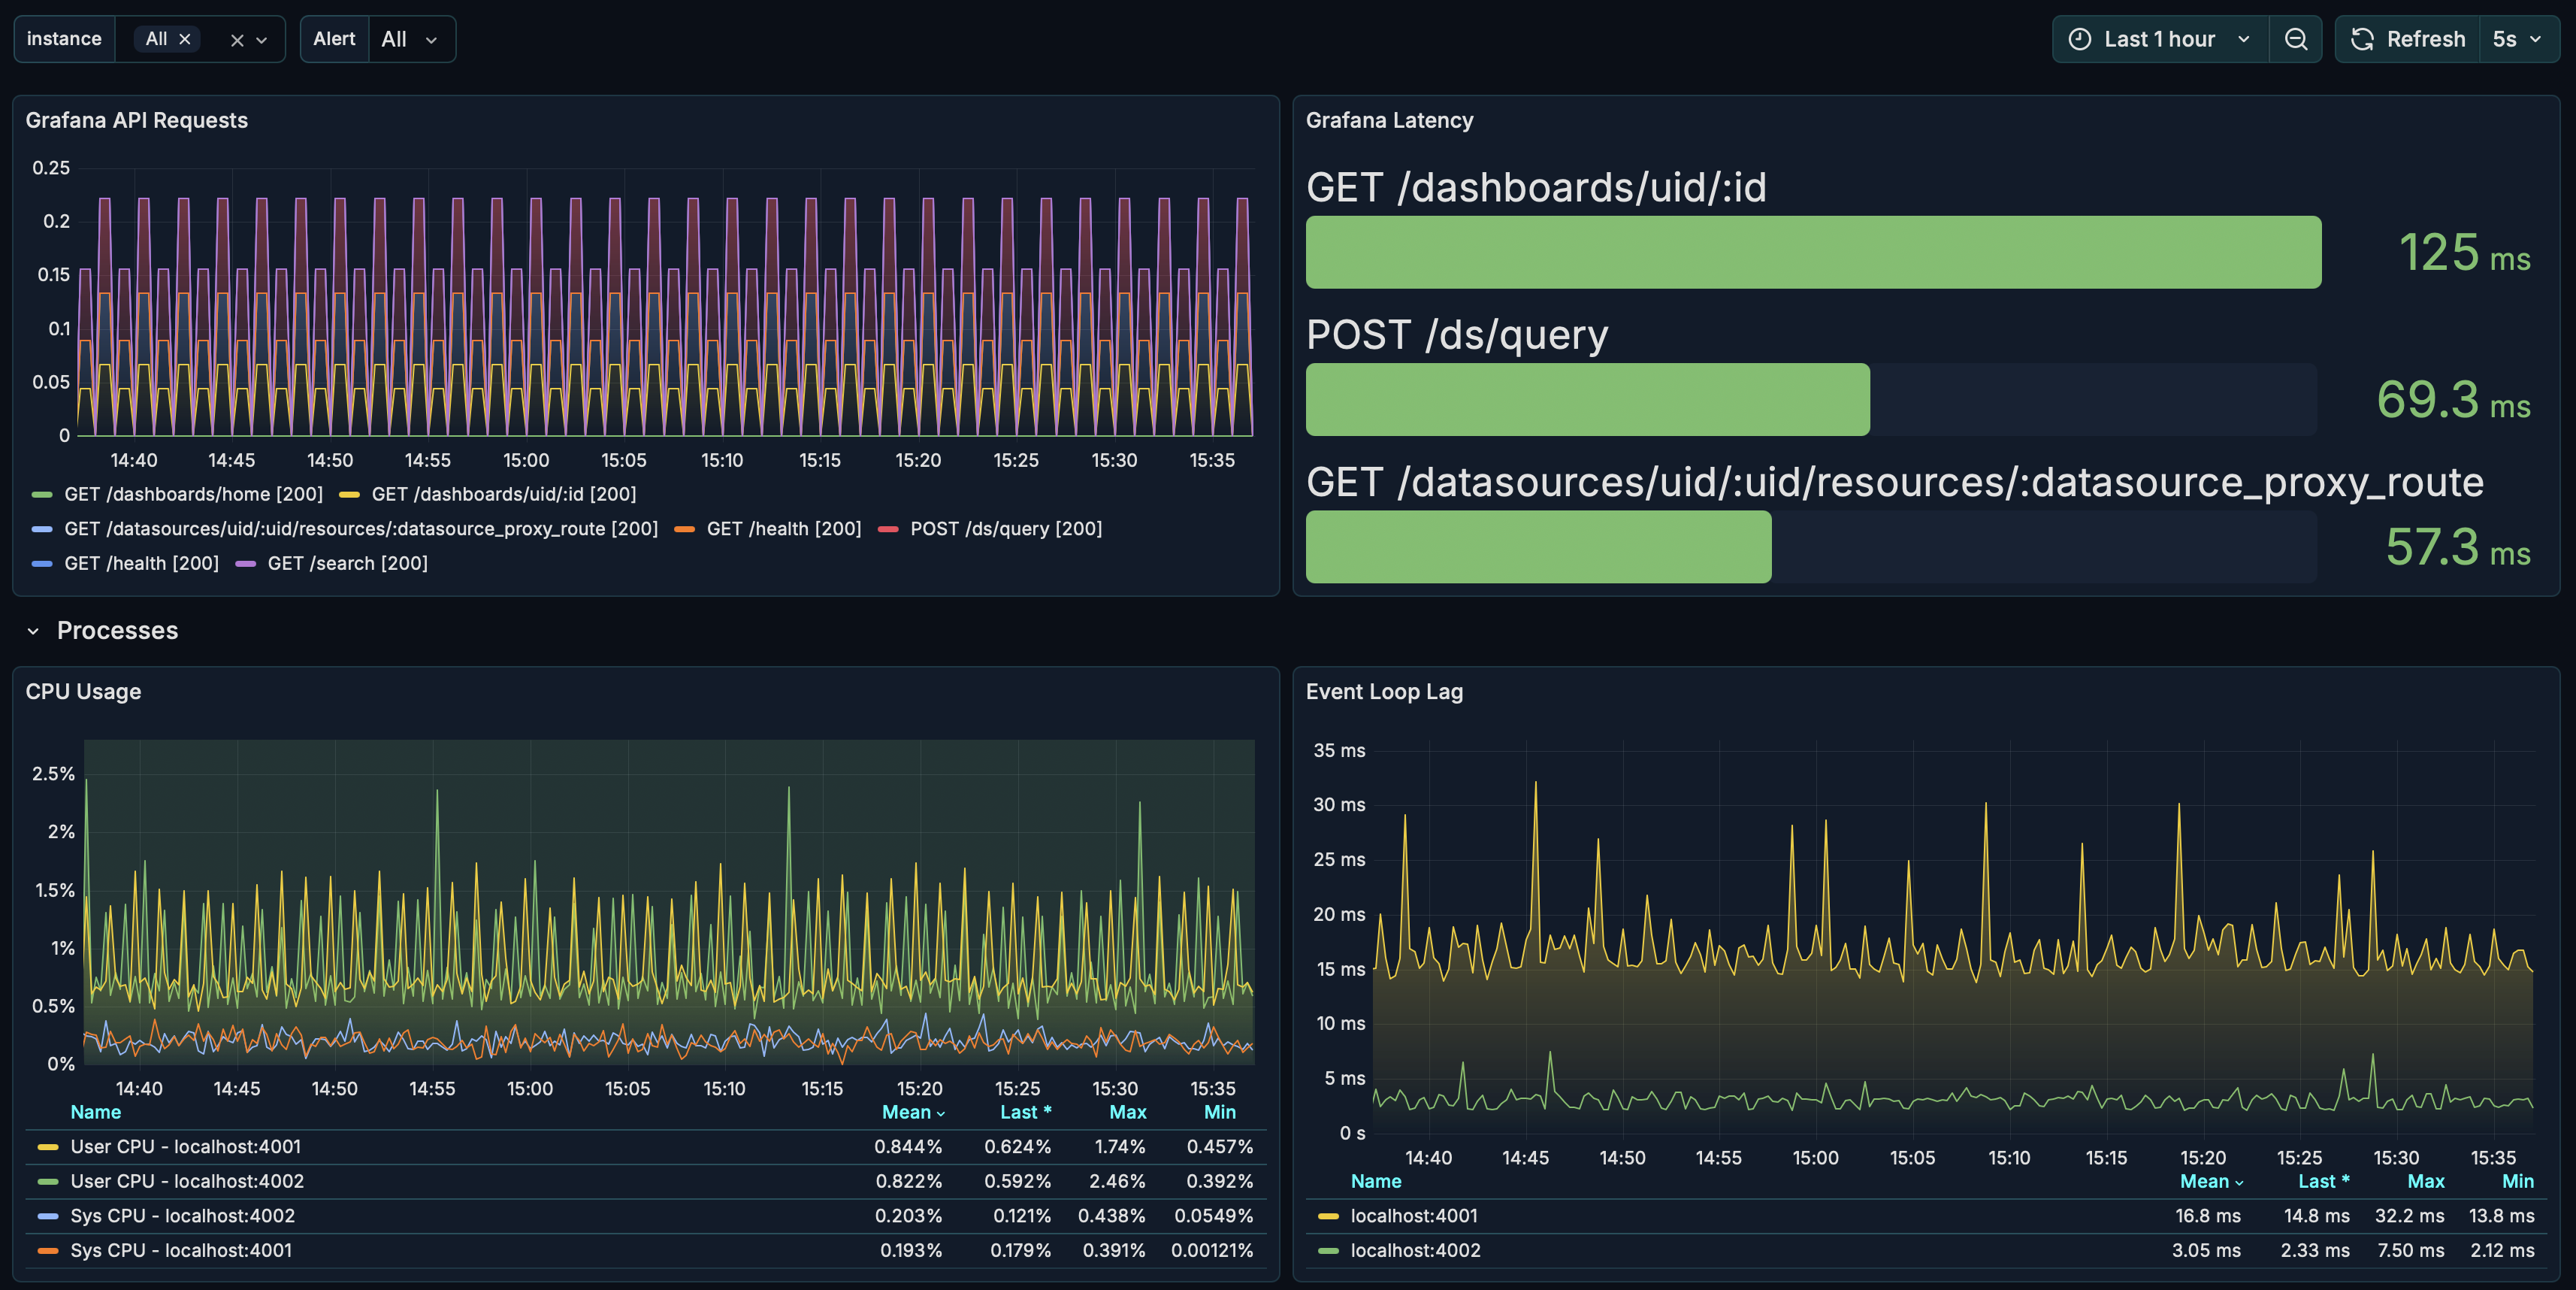 instance All Alert All Last 1 hour Refresh 5s
Grafana API Requests
0.25
0.2
0.15
0.1
0.05
0
14:40 14:45 14:50 14:55 15:00 15:05 15:10 15:15 15:20 15:25 15:30 15:35
GET /dashboards/home [200] GET /dashboards/uid/:id [200]
GET /datasources/uid/:uid/resources/:datasource_proxy_route [200] GET /health [200] POST /ds/query [200]
GET /health [200] GET /search [200]
Grafana Latency
GET /dashboards/uid/:id
125 ms
POST /ds/query
69.3 ms
GET /datasources/uid/:uid/resources/:datasource_proxy_route
57.3 ms
Processes
CPU Usage
2.5%
2%
1.5%
1%
0.5%
0%
14:40 14:45 14:50 14:55 15:00 15:05 15:10 15:15 15:20 15:25 15:30 15:35
Name Mean Last * Max Min
User CPU - localhost:4001 0.844% 0.624% 1.74% 0.457%
User CPU - localhost:4002 0.822% 0.592% 2.46% 0.392%
Sys CPU - localhost:4002 0.203% 0.121% 0.438% 0.0549%
Sys CPU - localhost:4001 0.193% 0.179% 0.391% 0.00121%
Event Loop Lag
35 ms
30 ms
25 ms
20 ms
15 ms
10 ms
5 ms
0 s
14:40 14:45 14:50 14:55 15:00 15:05 15:10 15:15 15:20 15:25 15:30 15:35
Name Mean Last * Max Min
localhost:4001 16.8 ms 14.8 ms 32.2 ms 13.8 ms
localhost:4002 3.05 ms 2.33 ms 7.50 ms 2.12 ms